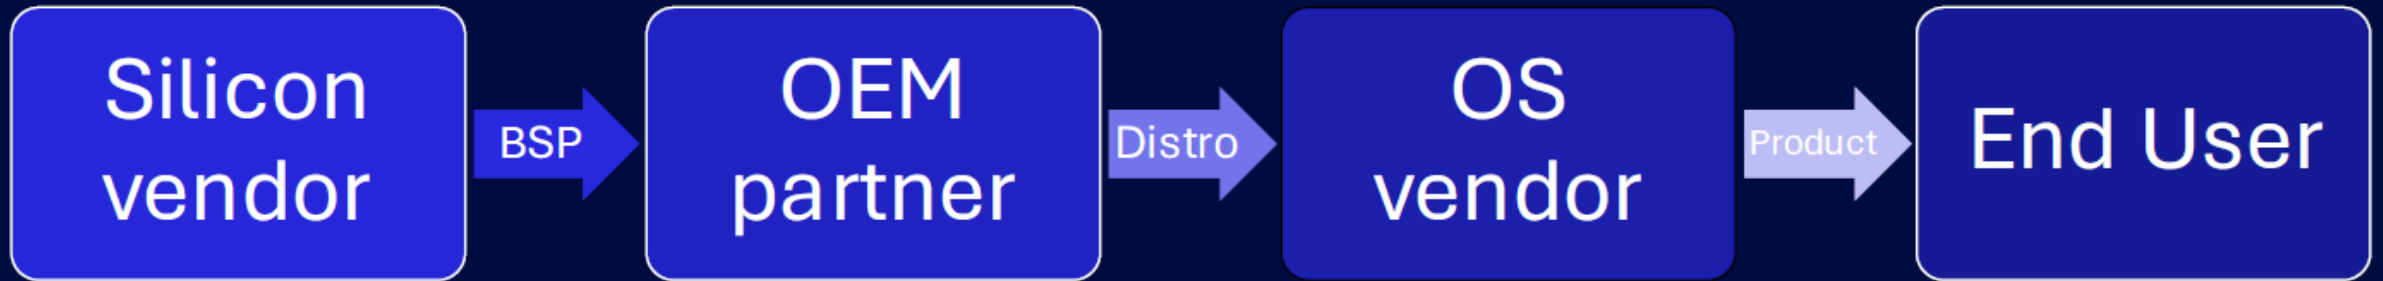 Silicon
vendor
BSP
OEM
partner
Distro
OS
vendor
Product
End User